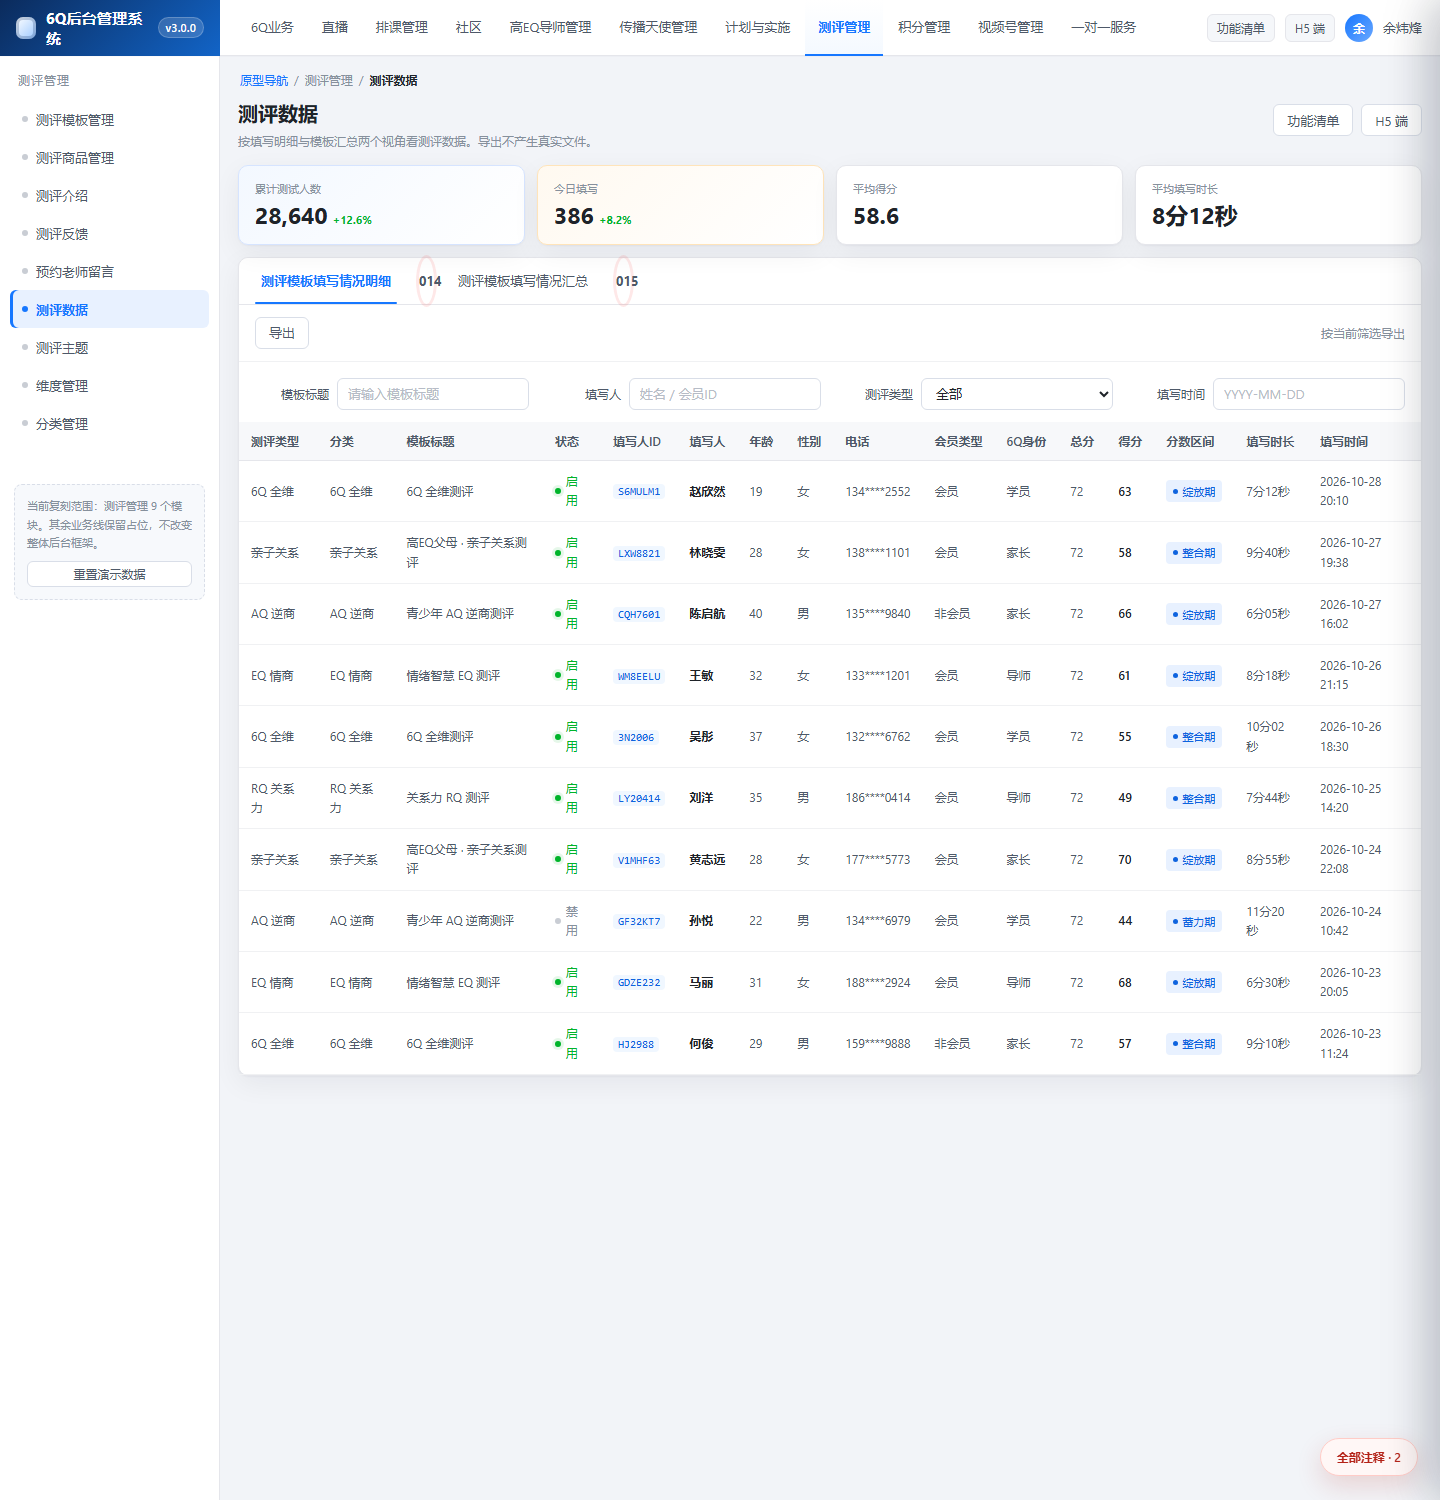 6Q后台管理系统
v3.0.0
6Q业务 直播 排课管理 社区 高EQ导师管理 传播天使管理 计划与实施 测评管理 积分管理 视频号管理 一对一服务
功能清单 H5 端 余 余炜烽
测评管理
测评模板管理
测评商品管理
测评介绍
测评反馈
预约老师留言
测评数据
测评主题
维度管理
分类管理
当前复刻范围：测评管理 9 个模
块。其余业务线保留占位，不改变
整体后台框架。
重置演示数据
原型导航 / 测评管理 / 测评数据
测评数据
按填写明细与模板汇总两个视角看测评数据。导出不产生真实文件。
功能清单 H5 端
累计测试人数
28,640 +12.6%
今日填写
386 +8.2%
平均得分
58.6
平均填写时长
8分12秒
测评模板填写情况明细 014 测评模板填写情况汇总 015
导出 按当前筛选导出
模板标题 请输入模板标题 填写人 姓名 / 会员ID 测评类型 全部 填写时间 YYYY-MM-DD
测评类型 分类 模板标题 状态 填写人ID 填写人 年龄 性别 电话 会员类型 6Q身份 总分 得分 分数区间 填写时长 填写时间
6Q 全维 6Q 全维 6Q 全维测评 启用 S6MULM1 赵欣然 19 女 134****2552 会员 学员 72 63 绽放期 7分12秒 2026-10-28 20:10
亲子关系 亲子关系 高EQ父母 · 亲子关系测评 启用 LXW8821 林晓雯 28 女 138****1101 会员 家长 72 58 整合期 9分40秒 2026-10-27 19:38
AQ 逆商 AQ 逆商 青少年 AQ 逆商测评 启用 CQH7601 陈启航 40 男 135****9840 非会员 家长 72 66 绽放期 6分05秒 2026-10-27 16:02
EQ 情商 EQ 情商 情绪智慧 EQ 测评 启用 WM8EELU 王敏 32 女 133****1201 会员 导师 72 61 绽放期 8分18秒 2026-10-26 21:15
6Q 全维 6Q 全维 6Q 全维测评 启用 3N2006 吴彤 37 女 132****6762 会员 学员 72 55 整合期 10分02秒 2026-10-26 18:30
RQ 关系力 RQ 关系力 关系力 RQ 测评 启用 LY20414 刘洋 35 男 186****0414 会员 导师 72 49 整合期 7分44秒 2026-10-25 14:20
亲子关系 亲子关系 高EQ父母 · 亲子关系测评 启用 V1MHF63 黄志远 28 女 177****5773 会员 家长 72 70 绽放期 8分55秒 2026-10-24 22:08
AQ 逆商 AQ 逆商 青少年 AQ 逆商测评 禁用 GF32KT7 孙悦 22 男 134****6979 会员 学员 72 44 蓄力期 11分20秒 2026-10-24 10:42
EQ 情商 EQ 情商 情绪智慧 EQ 测评 启用 GDZE232 马丽 31 女 188****2924 会员 导师 72 68 绽放期 6分30秒 2026-10-23 20:05
6Q 全维 6Q 全维 6Q 全维测评 启用 HJ2988 何俊 29 男 159****9888 非会员 家长 72 57 整合期 9分10秒 2026-10-23 11:24
全部注释 · 2